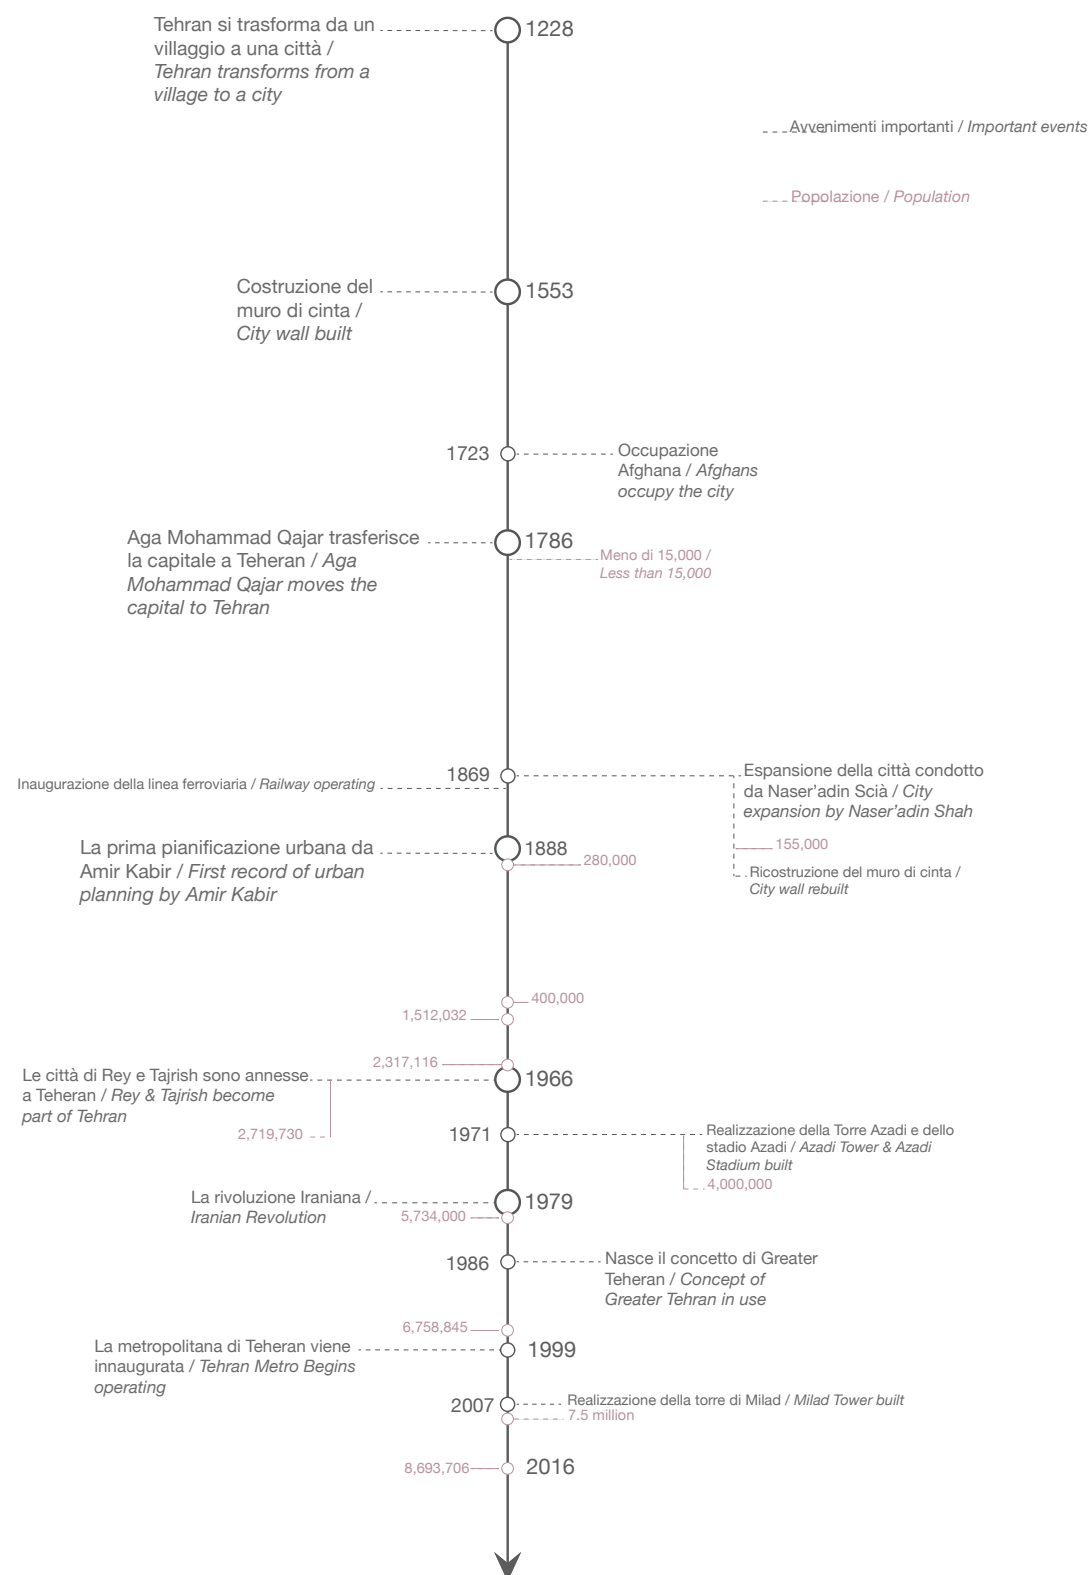 Tehran si trasforma da un
villaggio a una città /
Tehran transforms from a
village to a city
1228
Avvenimenti importanti / Important events
Popolazione / Population
Costruzione del
muro di cinta /
City wall built
1553
1723
Occupazione
Afghana / Afghans
occupy the city
Aga Mohammad Qajar trasferisce
la capitale a Teheran / Aga
Mohammad Qajar moves the
capital to Tehran
1786
Meno di 15,000 /
Less than 15,000
1869
Inaugurazione della linea ferroviaria / Railway operating
Espansione della città condotto
da Naser'adin Scià / City
expansion by Naser'adin Shah
155,000
Ricostruzione del muro di cinta /
City wall rebuilt
La prima pianificazione urbana da
Amir Kabir / First record of urban
planning by Amir Kabir
1888
280,000
400,000
1,512,032
2,317,116
Le città di Rey e Tajrish sono annesse
a Teheran / Rey & Tajrish become
part of Tehran
1966
2,719,730
1971
Realizzazione della Torre Azadi e dello
stadio Azadi / Azadi Tower & Azadi
Stadium built
4,000,000
La rivoluzione Iraniana /
Iranian Revolution
1979
5,734,000
1986
Nasce il concetto di Greater
Teheran / Concept of
Greater Tehran in use
6,758,845
La metropolitana di Teheran viene
innaugurata / Tehran Metro Begins
operating
1999
2007
Realizzazione della torre di Milad / Milad Tower built
7.5 million
8,693,706
2016